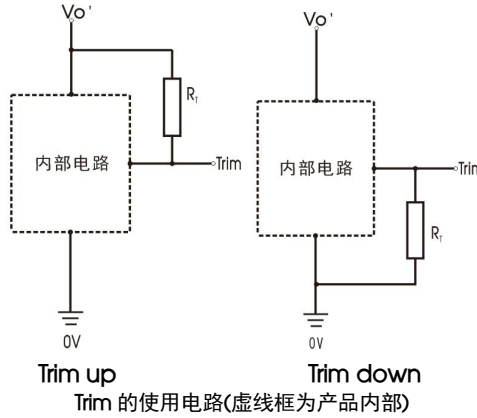 Vo'
Vo'
RT
内部电路
Trim
内部电路
Trim
RT
0V
0V
Trim up
Trim down
Trim 的使用电路(虚线框为产品内部)